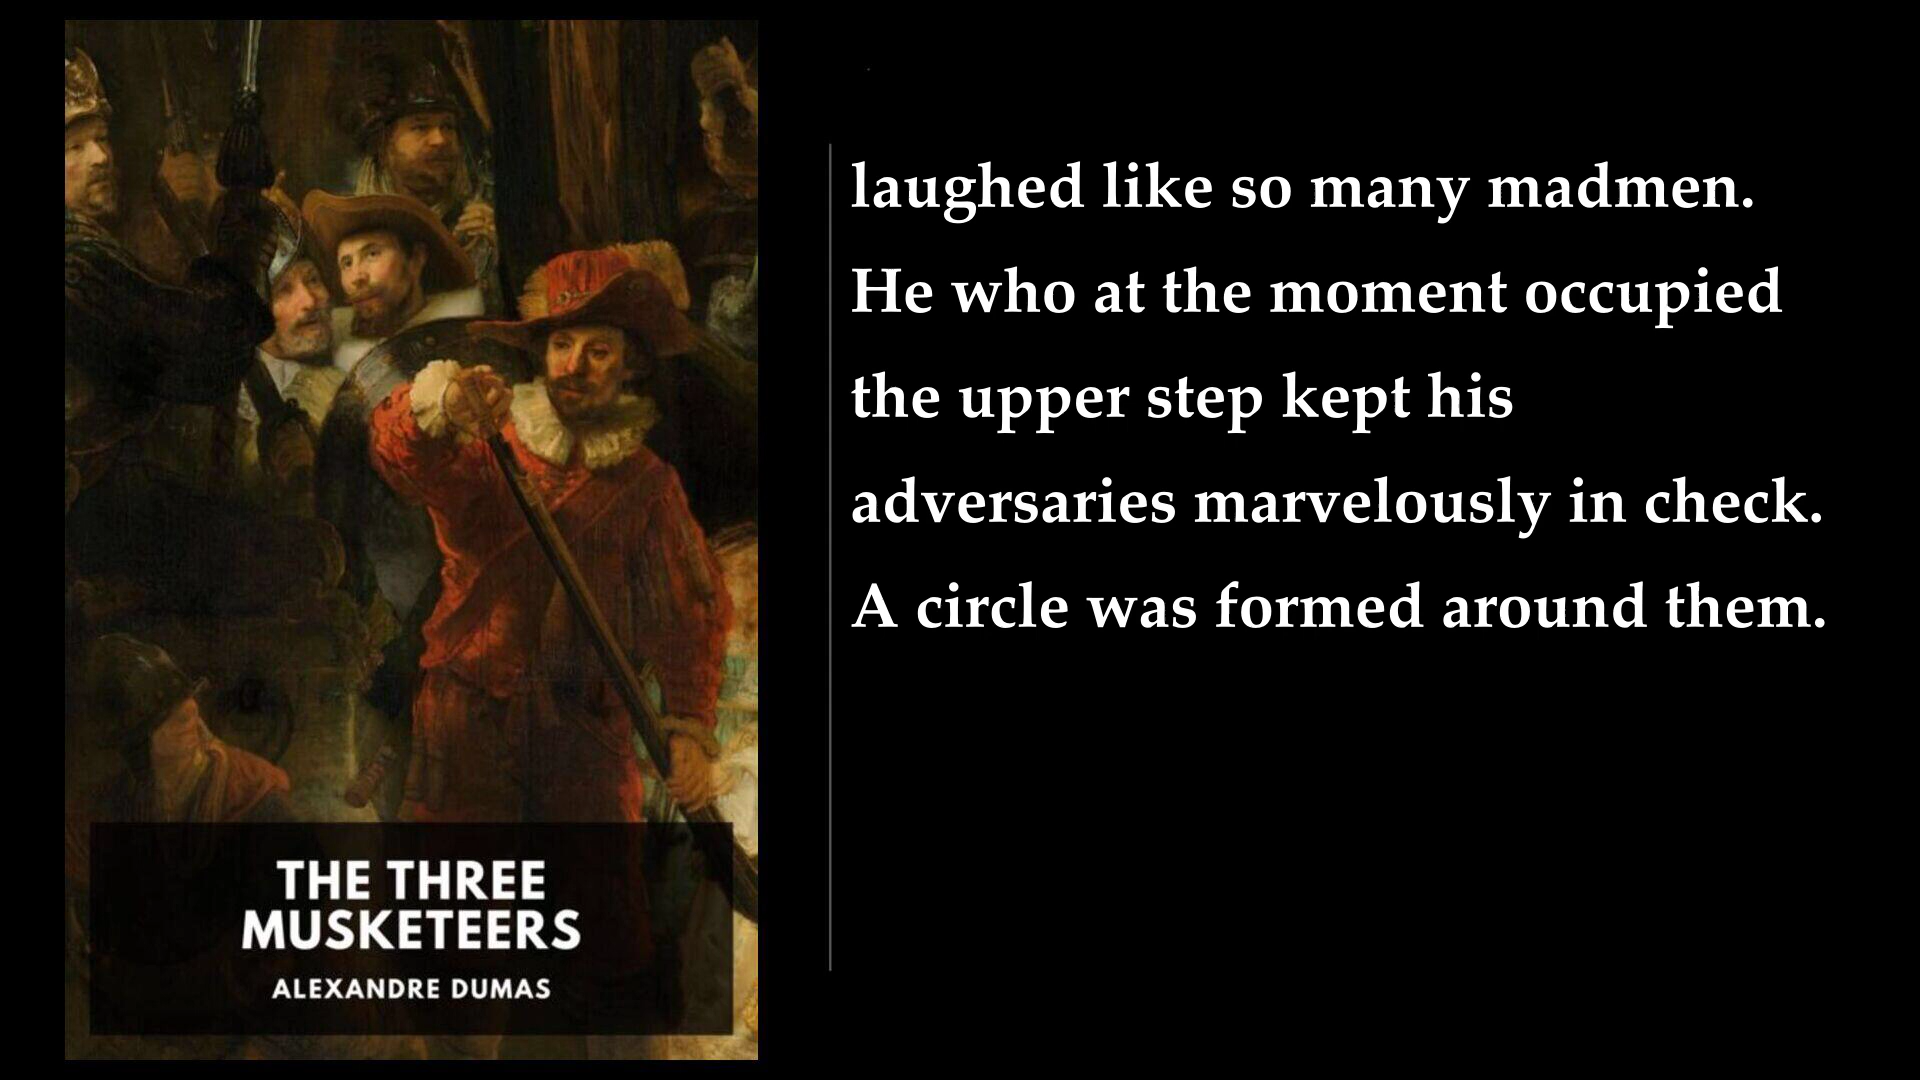 THE THREE
MUSKETEERS
ALEXANDRE DUMAS
laughed like so many madmen.
He who at the moment occupied
the upper step kept his
adversaries marvelously in check.
A circle was formed around them.